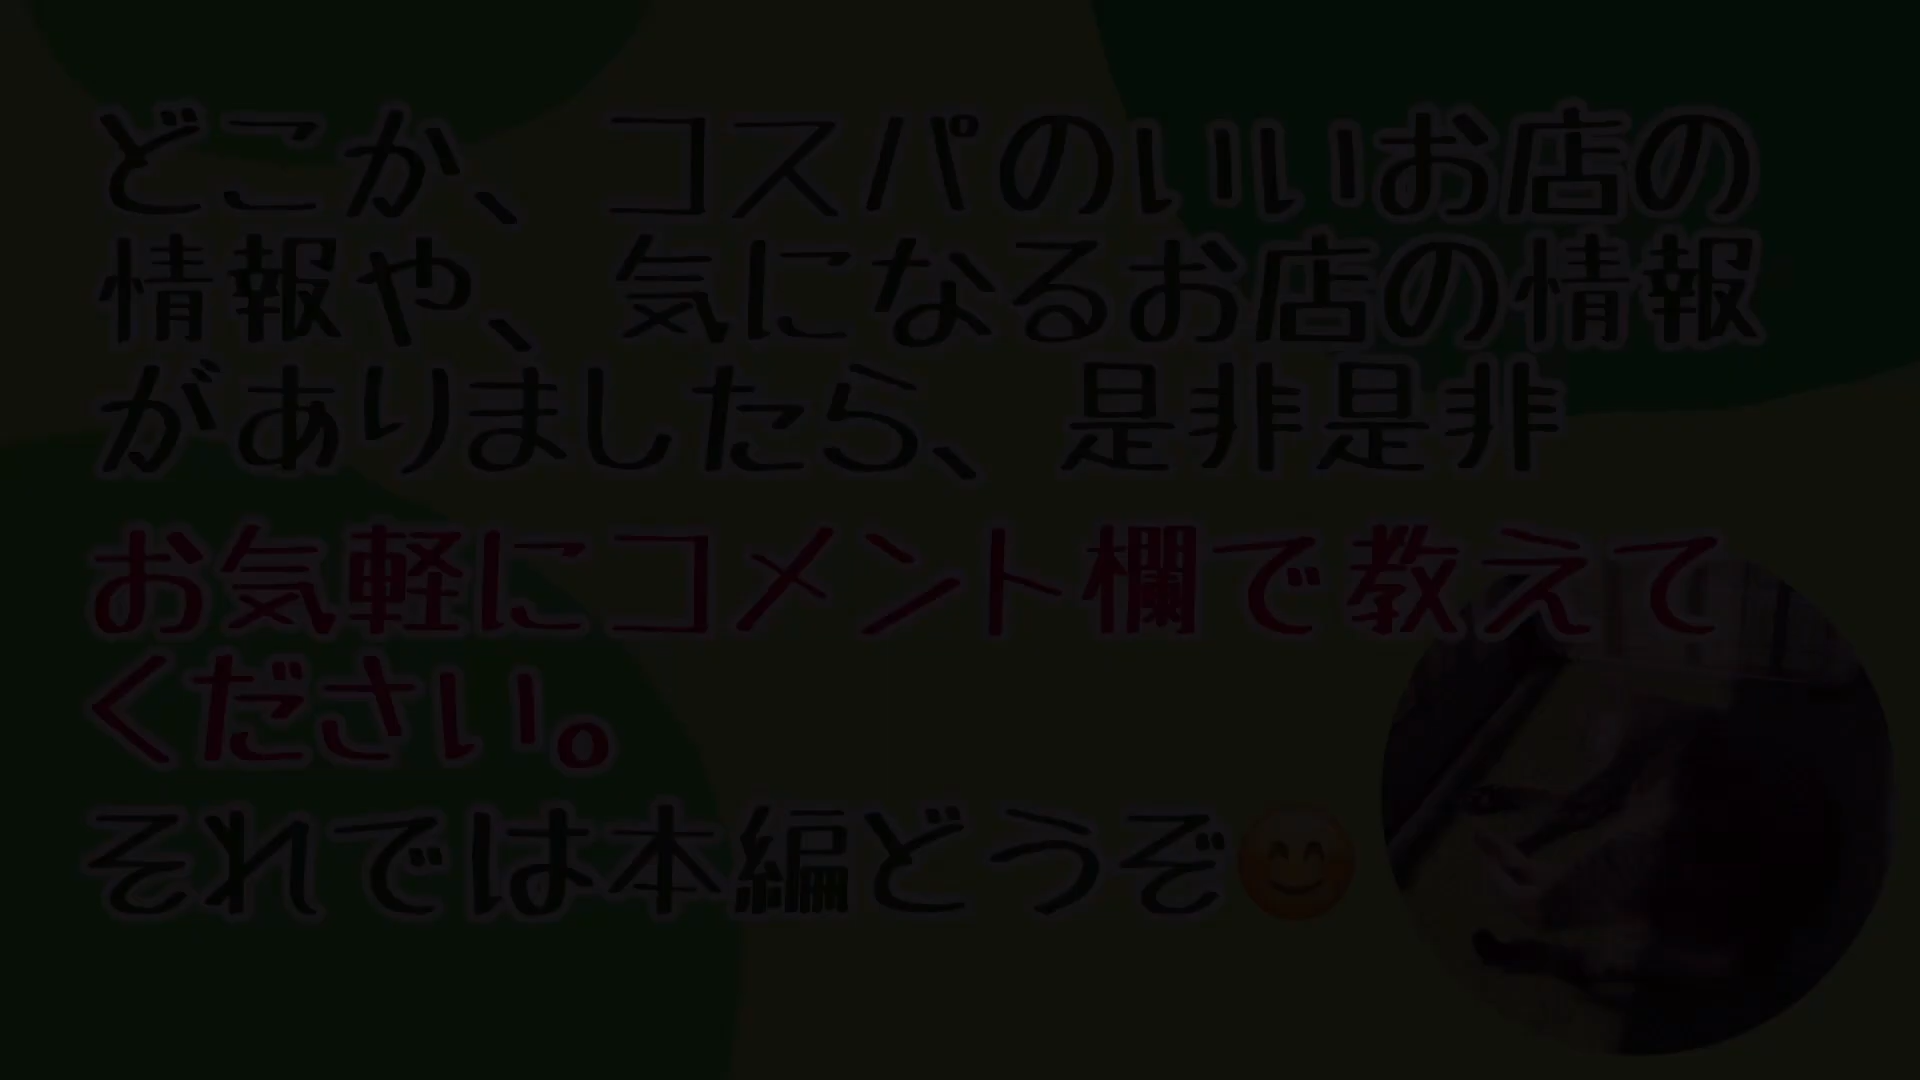 どこか、コスパのいいお店の
情報や、気になるお店の情報
がありましたら、是非是非
お気軽にコメント欄で教えて
ください。
それでは本編どうぞ😊